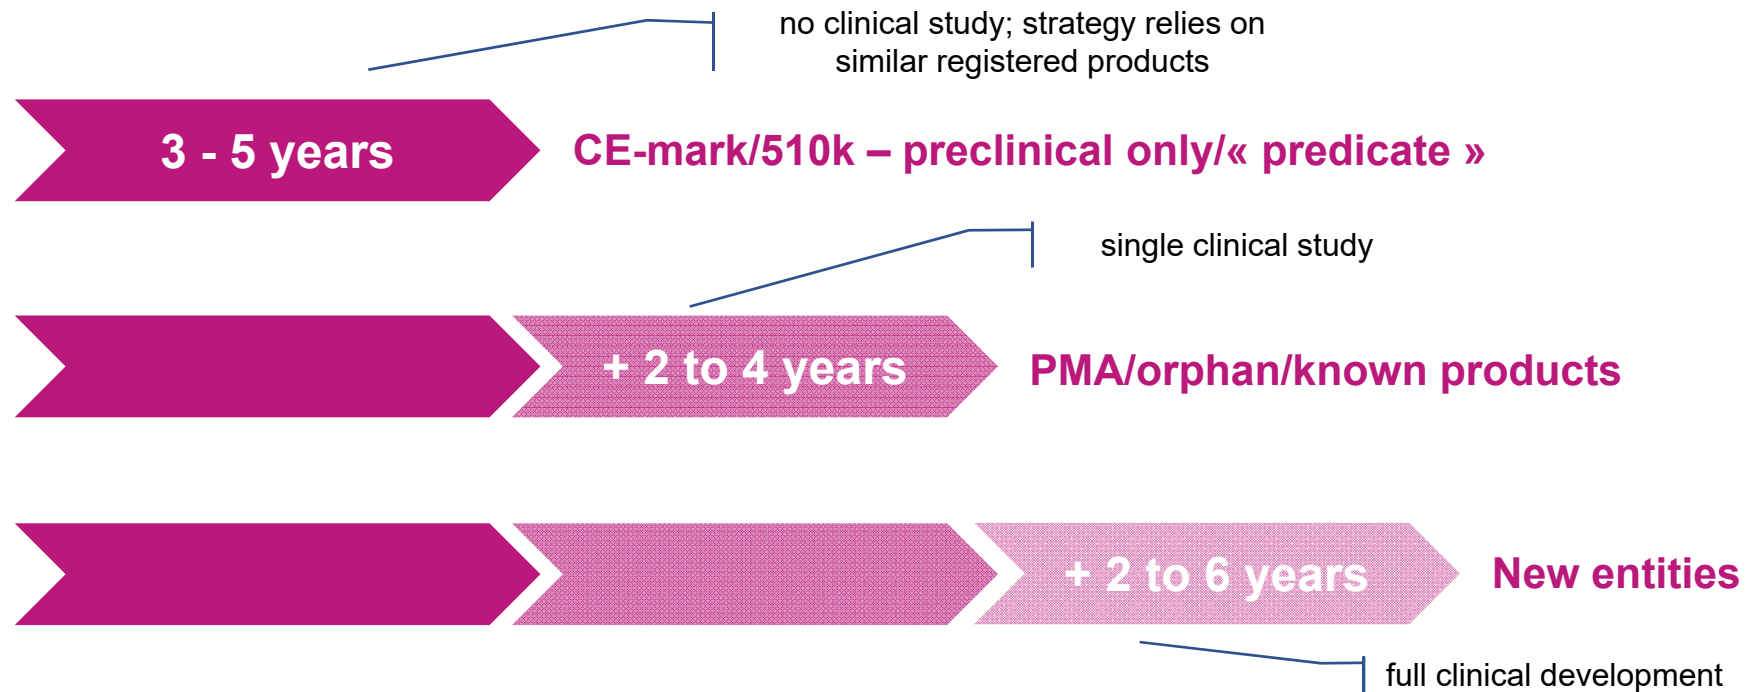 no clinical study; strategy relies on
similar registered products
3 - 5 years
CE-mark/510k – preclinical only/« predicate »
single clinical study
+ 2 to 4 years
PMA/orphan/known products
+ 2 to 6 years
New entities
full clinical development